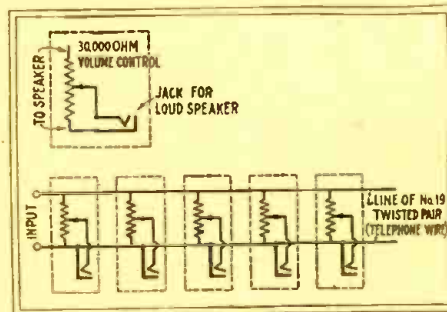 30,000 OHM
VOLUME CONTROL
TO SPEAKER
JACK FOR
LOUD SPEAKER
INPUT
LINE OF No. 19
TWISTED PAIR
(TELEPHONE WIRE)